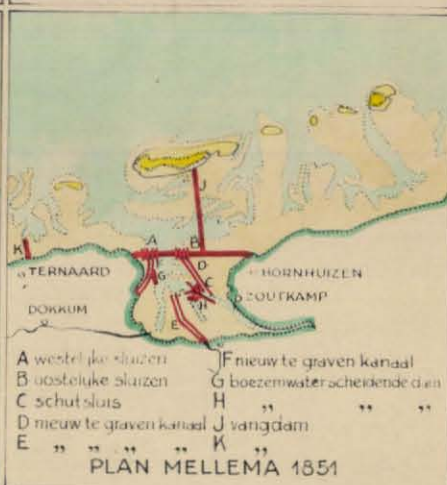 J
K
A
B
TERNAARD
G
D
C
H
HORNHUIZEN
ZOUTKAMP
DOKKUM
E
A westelijke sluizen
B oostelijke sluizen
C schutsluis
D nieuw te graven kanaal
E " " " "
F nieuw te graven kanaal
G boezemwater scheidende dam
H " " "
J vangdam
K "
PLAN MELLEMA 1851